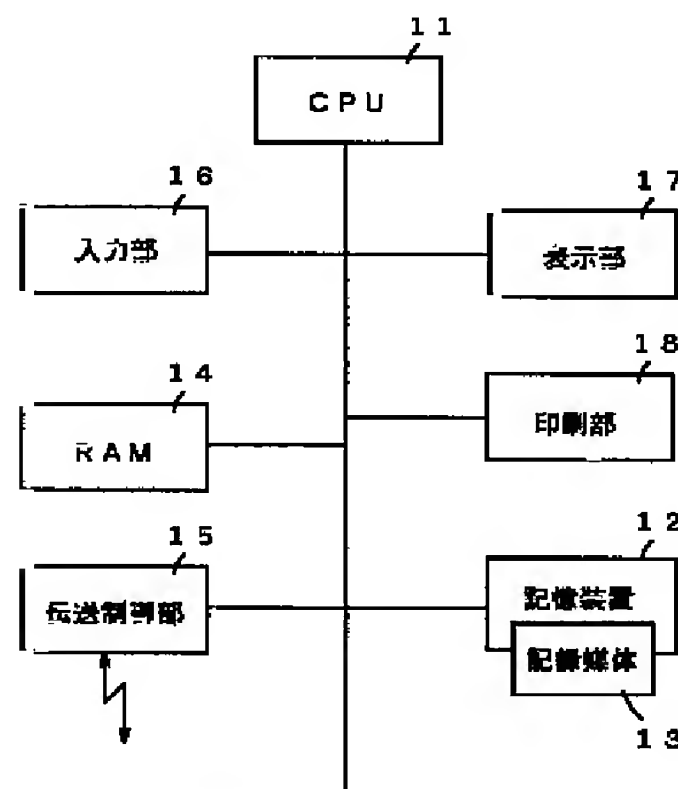 １１
ＣＰＵ
１６
入力部
１７
表示部
１８
印刷部
１４
ＲＡＭ
１５
伝送制御部
１２
記憶装置
記録媒体
１３